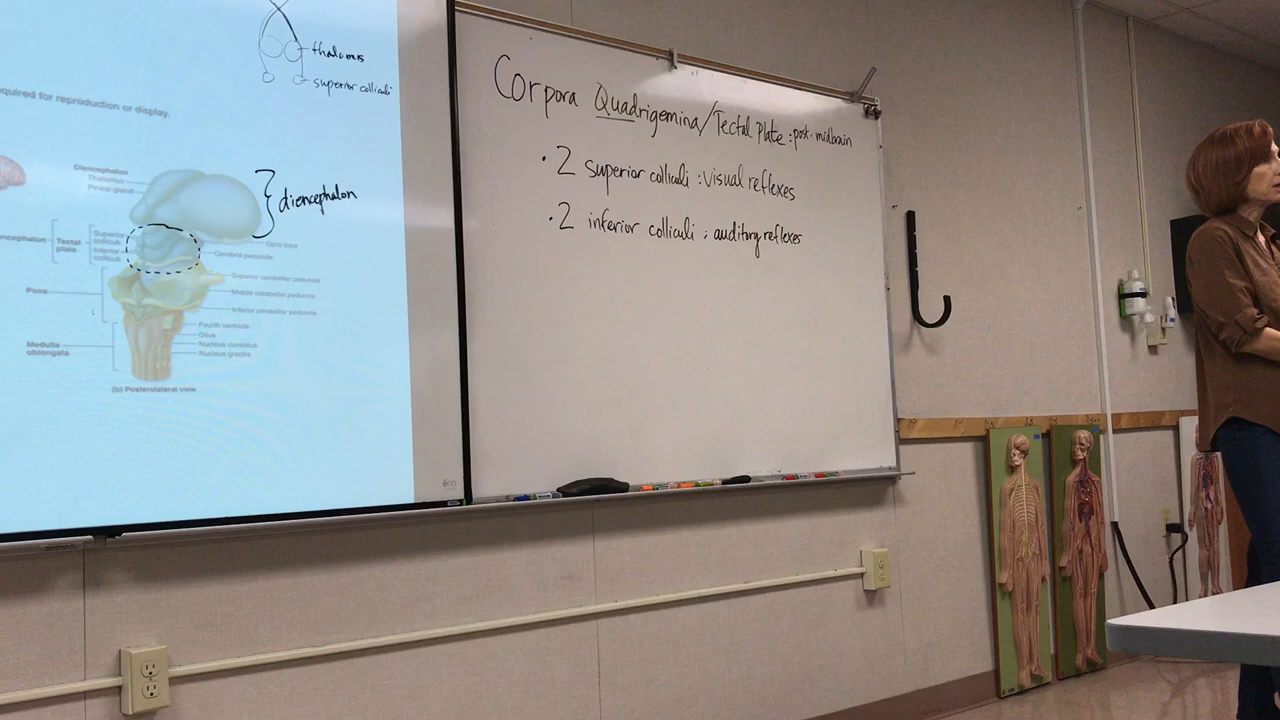 thalamus
superior colliculi
equired for reproduction or display.
Diencephalon
Thalamus
Pineal gland
diencephalon
Superior
colliculi
Inferior
colliculi
Tectal
plate
Optic tract
Cerebral peduncle
Superior cerebellar peduncle
Middle cerebellar peduncle
Inferior cerebellar peduncle
Pons
Fourth ventricle
Olive
Nucleus cuneatus
Nucleus gracilis
Medulla
oblongata
(b) Posterolateral view
Corpora Quadrigemina/Tectal Plate : post. midbrain
• 2 superior colliculi : visual reflexes
• 2 inferior colliculi : auditory reflexes